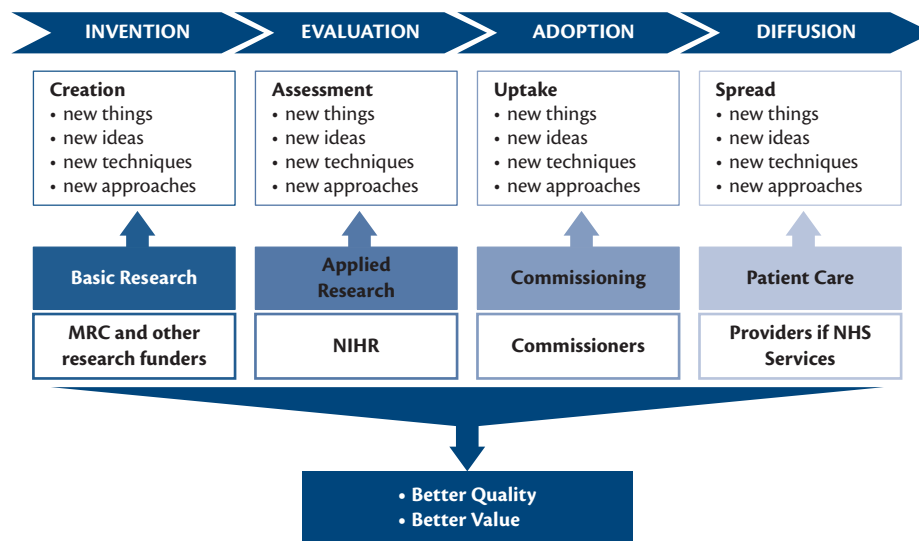 INVENTION
EVALUATION
ADOPTION
DIFFUSION
Creation
• new things
• new ideas
• new techniques
• new approaches
Assessment
• new things
• new ideas
• new techniques
• new approaches
Uptake
• new things
• new ideas
• new techniques
• new approaches
Spread
• new things
• new ideas
• new techniques
• new approaches
Basic Research
Applied
Research
Commissioning
Patient Care
MRC and other
research funders
NIHR
Commissioners
Providers if NHS
Services
• Better Quality
• Better Value